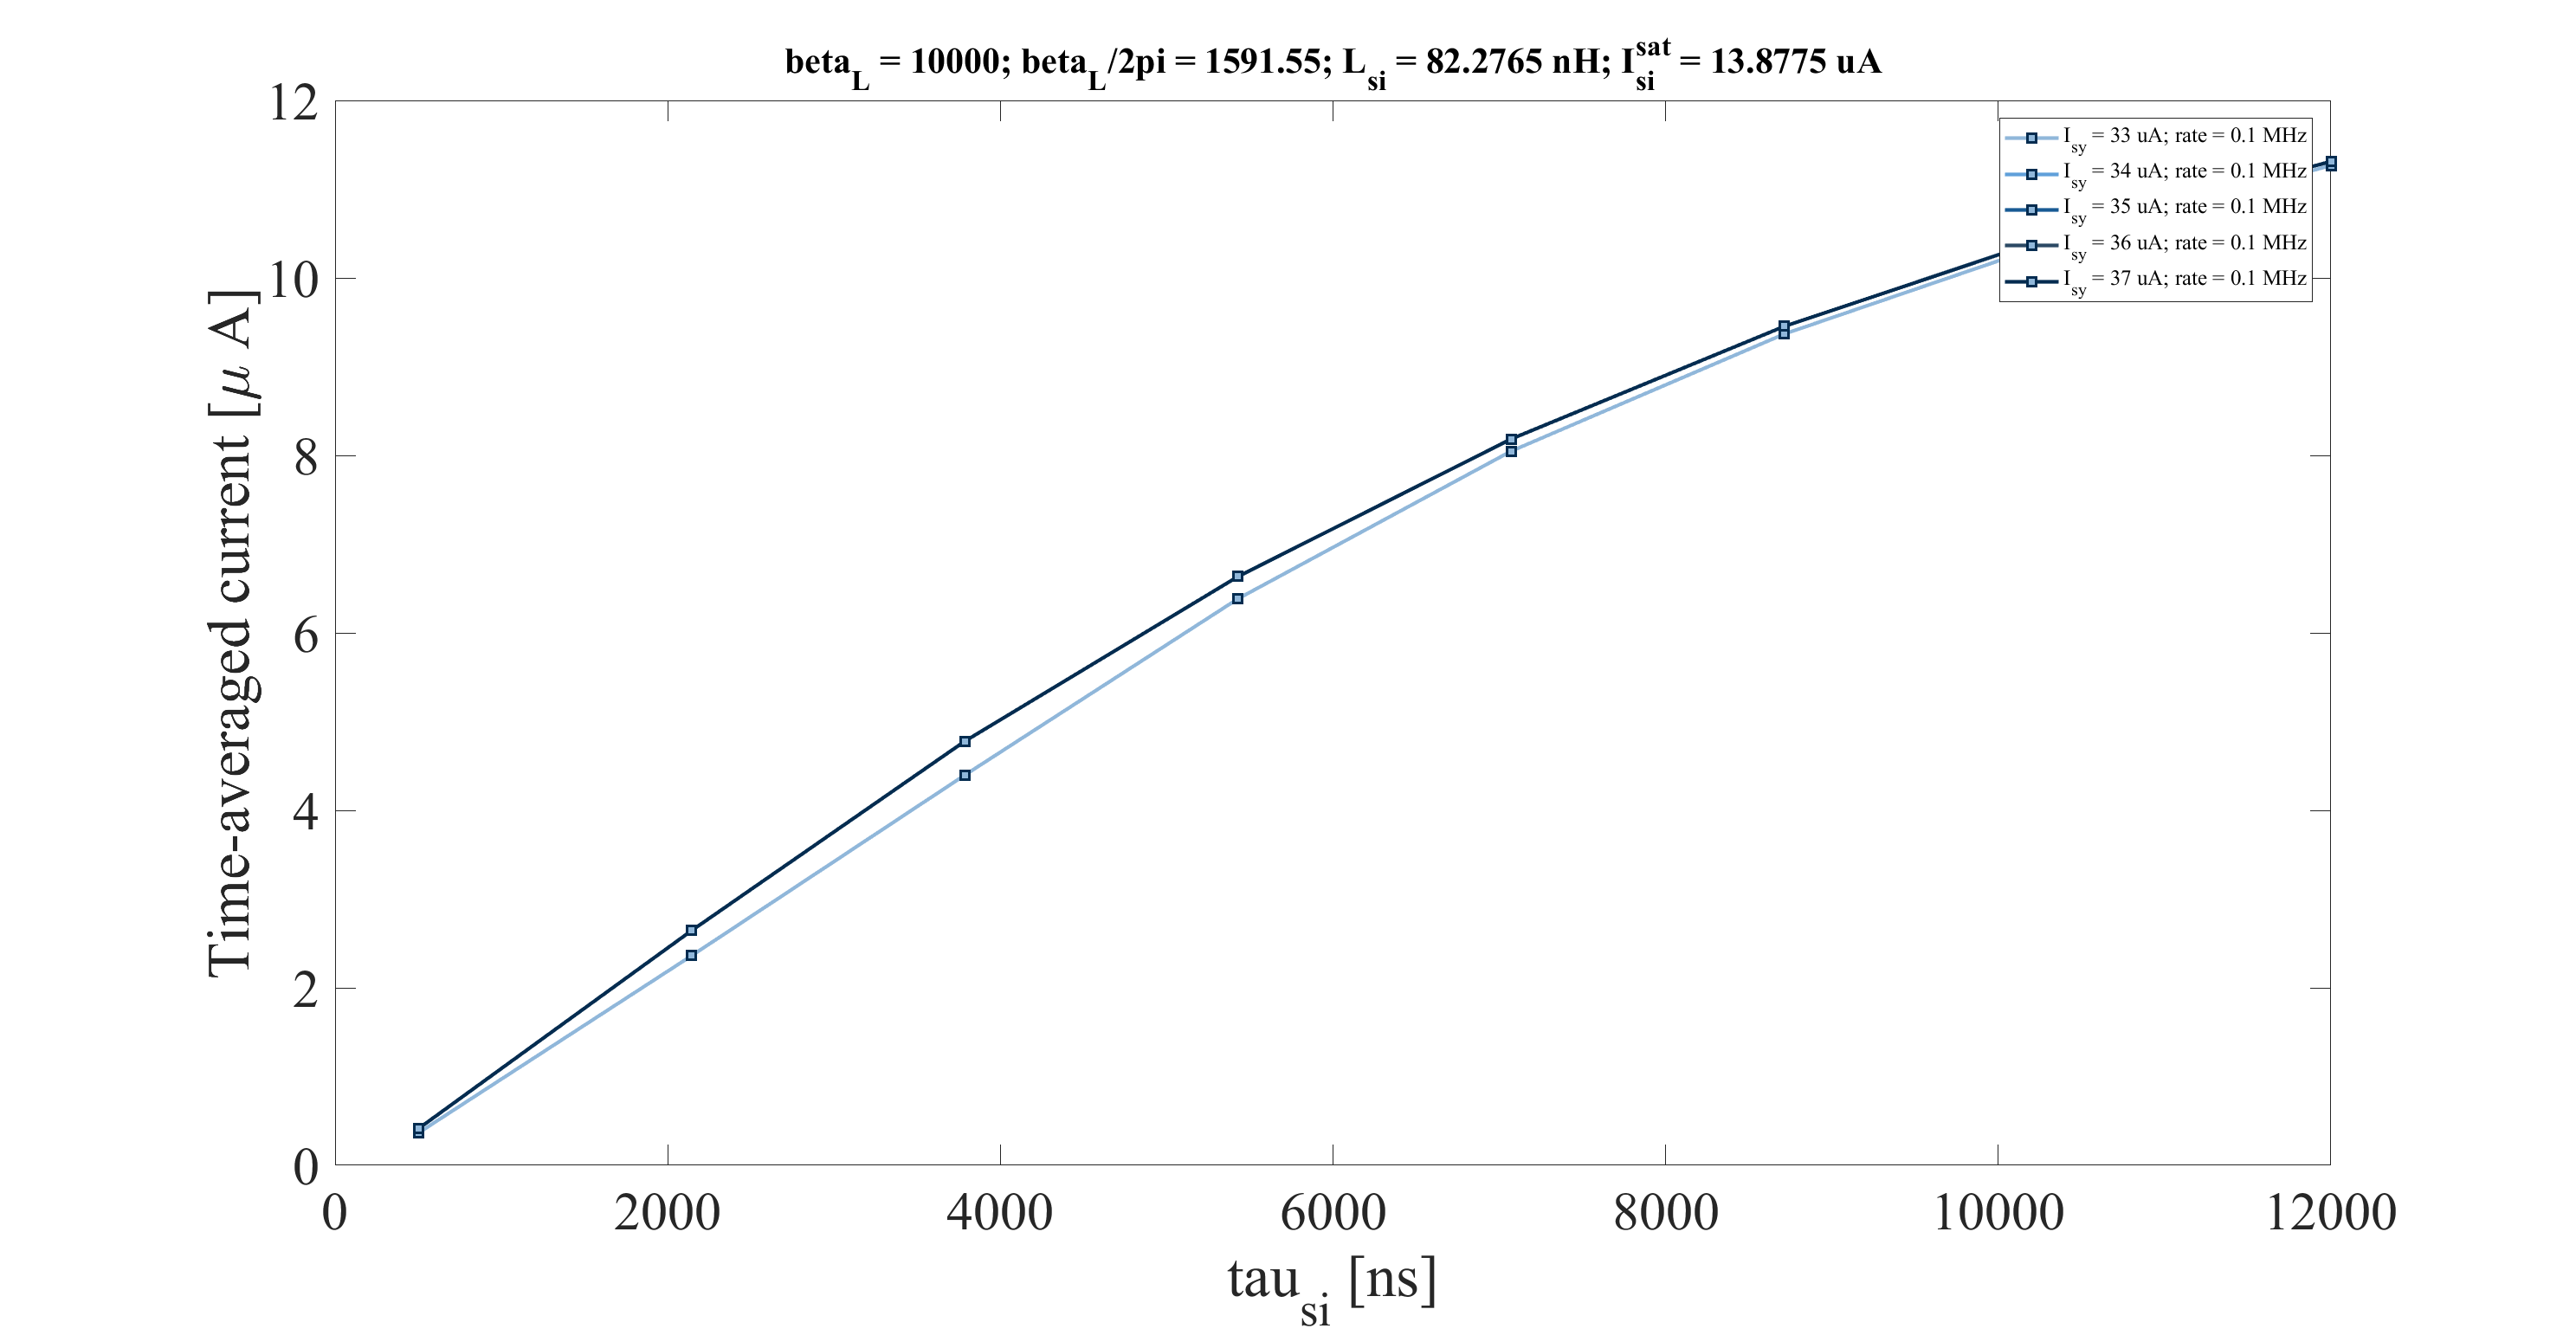 beta_L = 10000; beta_L/2pi = 1591.55; L_si = 82.2765 nH; I_si^sat = 13.8775 uA
12
10
8
6
4
2
0
Time-averaged current [μ A]
I_sy = 33 uA; rate = 0.1 MHz
I_sy = 34 uA; rate = 0.1 MHz
I_sy = 35 uA; rate = 0.1 MHz
I_sy = 36 uA; rate = 0.1 MHz
I_sy = 37 uA; rate = 0.1 MHz
0 2000 4000 6000 8000 10000 12000
tau_si [ns]